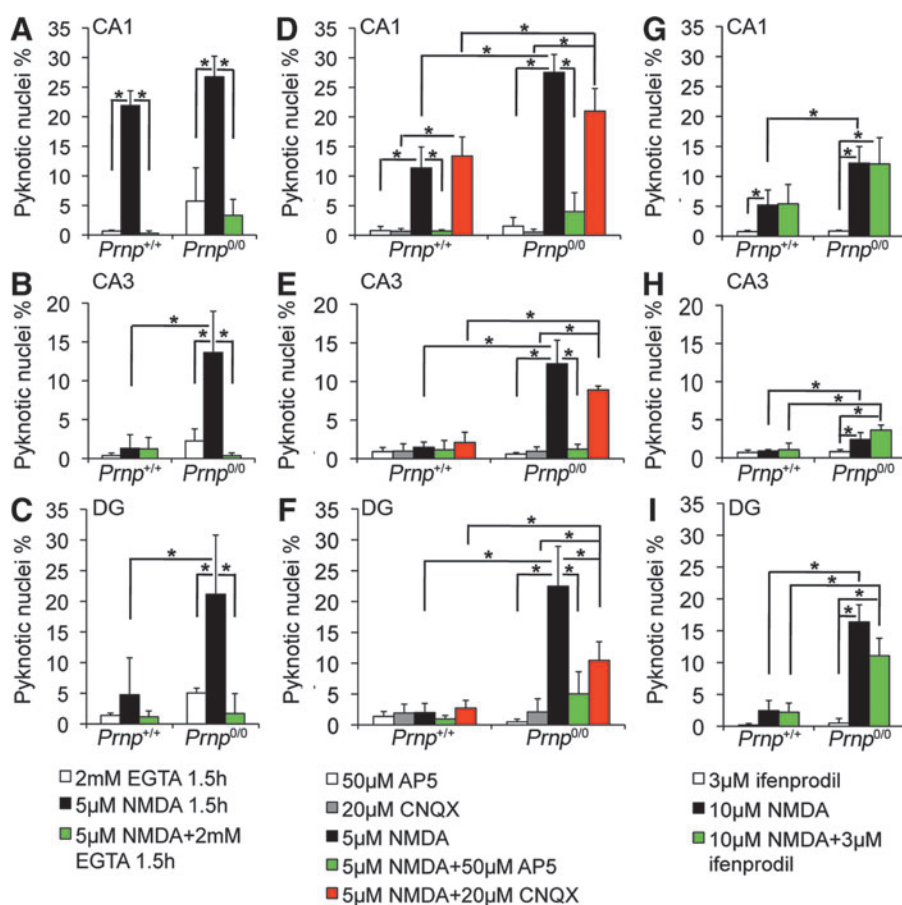 A CA1
Pyknotic nuclei %
35
30
25
20
15
10
5
0
* * * *
Prnp+/+ Prnp0/0
B CA3
Pyknotic nuclei %
20
15
10
5
0
* * *
Prnp+/+ Prnp0/0
C DG
Pyknotic nuclei %
35
30
25
20
15
10
5
0
* * *
Prnp+/+ Prnp0/0
2mM EGTA 1.5h
5µM NMDA 1.5h
5µM NMDA+2mM
EGTA 1.5h
D CA1
Pyknotic nuclei %
35
30
25
20
15
10
5
0
*
* *
* * *
* *
Prnp+/+ Prnp0/0
E CA3
Pyknotic nuclei %
20
15
10
5
0
*
* *
* *
Prnp+/+ Prnp0/0
F DG
Pyknotic nuclei %
35
30
25
20
15
10
5
0
*
*
* *
* *
Prnp+/+ Prnp0/0
50µM AP5
20µM CNQX
5µM NMDA
5µM NMDA+50µM AP5
5µM NMDA+20µM CNQX
G CA1
Pyknotic nuclei %
35
30
25
20
15
10
5
0
*
*
*
*
Prnp+/+ Prnp0/0
H CA3
Pyknotic nuclei %
20
15
10
5
0
*
*
*
*
Prnp+/+ Prnp0/0
I DG
Pyknotic nuclei %
35
30
25
20
15
10
5
0
*
*
*
*
Prnp+/+ Prnp0/0
3µM ifenprodil
10µM NMDA
10µM NMDA+3µM
ifenprodil